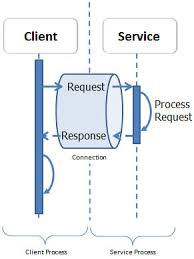 Client
Service
Request
Process
Request
Response
Connection
Client Process
Service Process